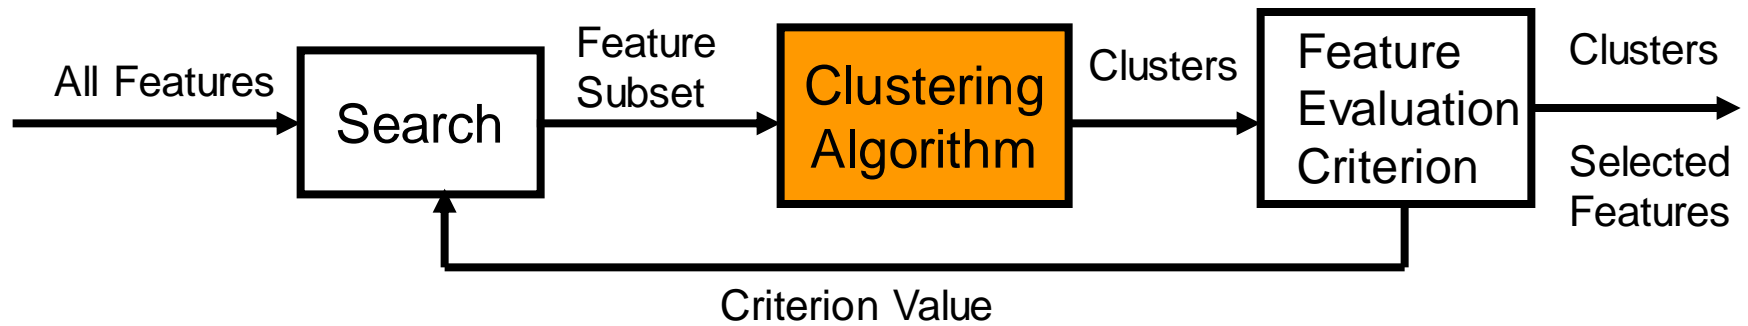 All Features
Search
Feature
Subset
Clustering
Algorithm
Clusters
Feature
Evaluation
Criterion
Clusters
Selected
Features
Criterion Value